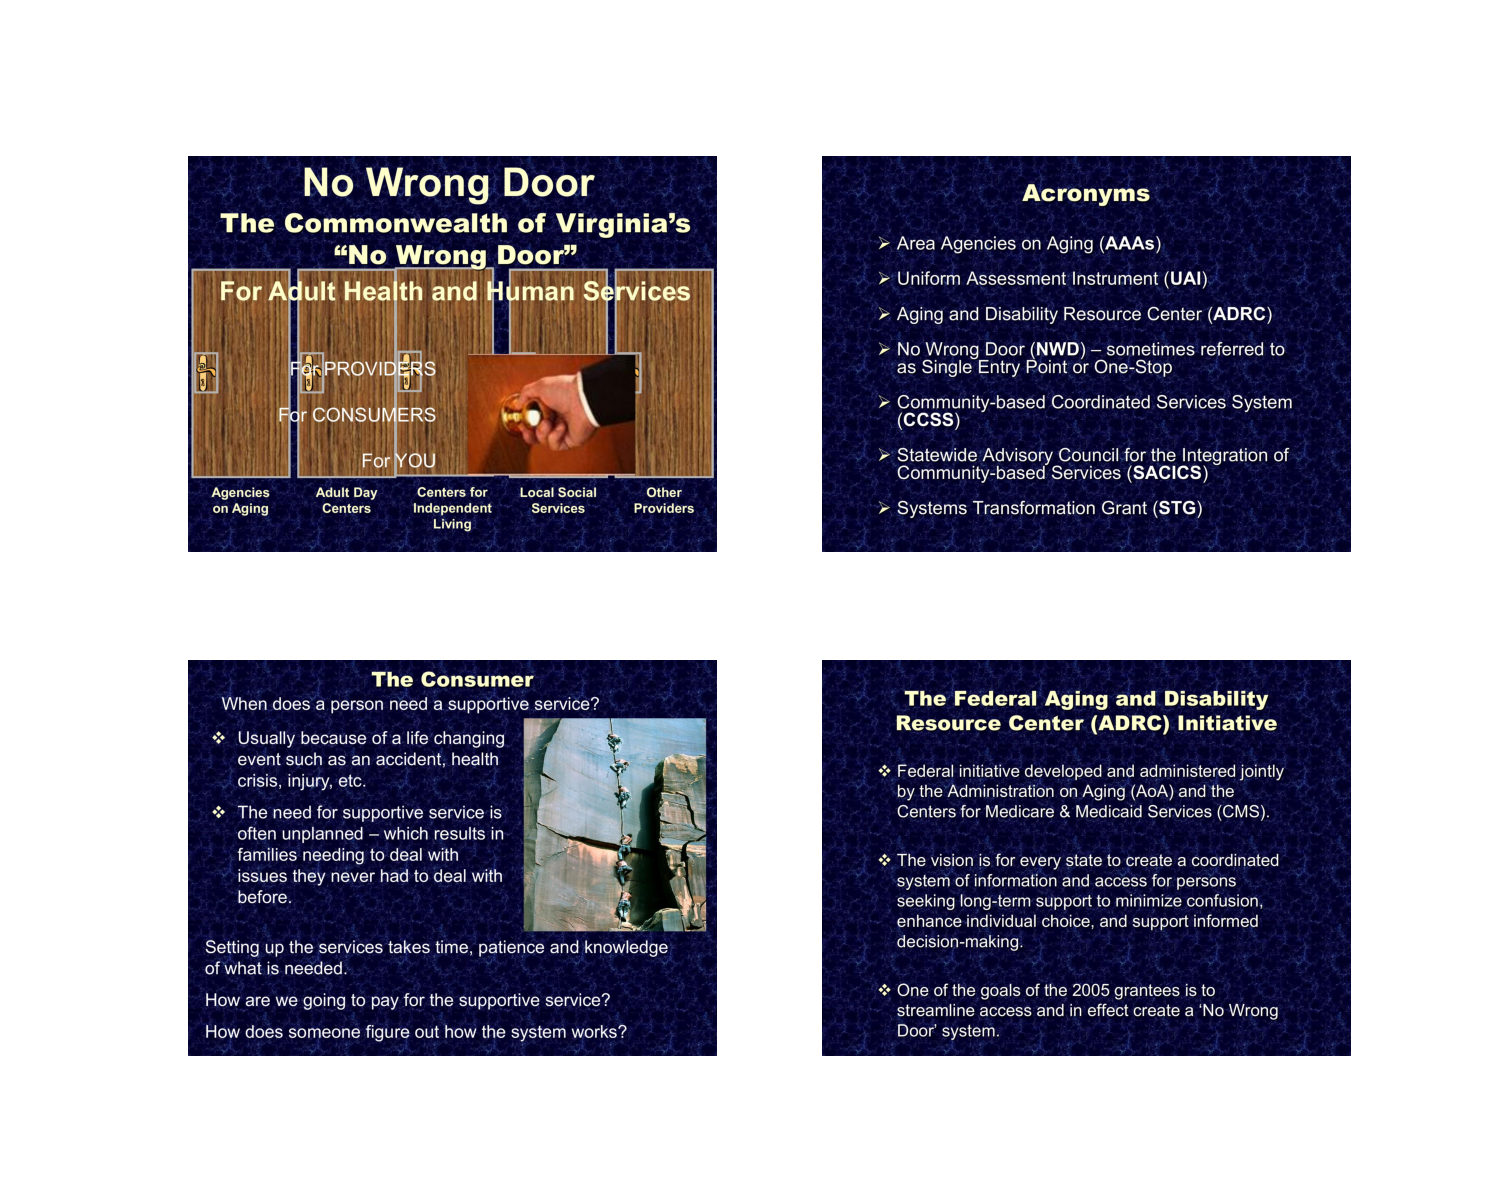 No Wrong Door
The Commonwealth of Virginia's
“No Wrong Door”
For Adult Health and Human Services
For PROVIDERS
For CONSUMERS
For YOU
Agencies
on Aging
Adult Day
Centers
Centers for
Independent
Living
Local Social
Services
Other
Providers
Acronyms
➢ Area Agencies on Aging (AAAs)
➢ Uniform Assessment Instrument (UAI)
➢ Aging and Disability Resource Center (ADRC)
➢ No Wrong Door (NWD) – sometimes referred to
as Single Entry Point or One-Stop
➢ Community-based Coordinated Services System
(CCSS)
➢ Statewide Advisory Council for the Integration of
Community-based Services (SACICS)
➢ Systems Transformation Grant (STG)
The Consumer
When does a person need a supportive service?
❖ Usually because of a life changing
event such as an accident, health
crisis, injury, etc.
❖ The need for supportive service is
often unplanned – which results in
families needing to deal with
issues they never had to deal with
before.
Setting up the services takes time, patience and knowledge
of what is needed.
How are we going to pay for the supportive service?
How does someone figure out how the system works?
The Federal Aging and Disability
Resource Center (ADRC) Initiative
❖ Federal initiative developed and administered jointly
by the Administration on Aging (AoA) and the
Centers for Medicare & Medicaid Services (CMS).
❖ The vision is for every state to create a coordinated
system of information and access for persons
seeking long-term support to minimize confusion,
enhance individual choice, and support informed
decision-making.
❖ One of the goals of the 2005 grantees is to
streamline access and in effect create a ‘No Wrong
Door’ system.